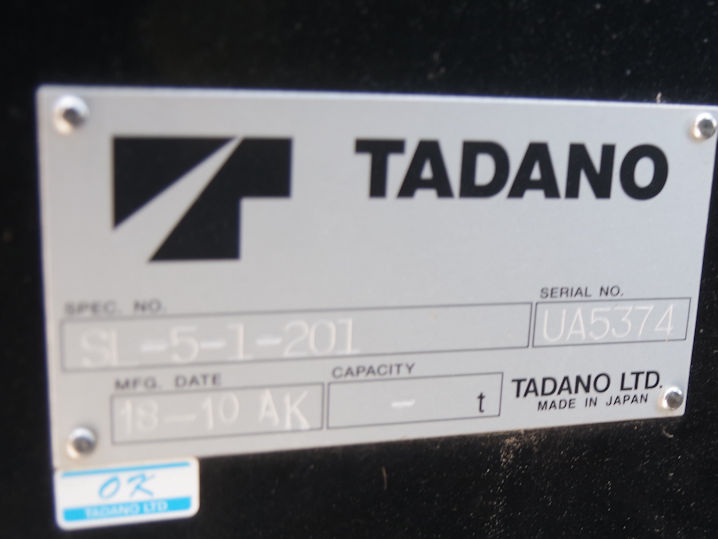 TADANO
SPEC. NO.
SL-5-1-201
SERIAL NO.
UA5374
MFG. DATE
18-10 AK
CAPACITY
- t
TADANO LTD.
MADE IN JAPAN
OK
TADANO LTD